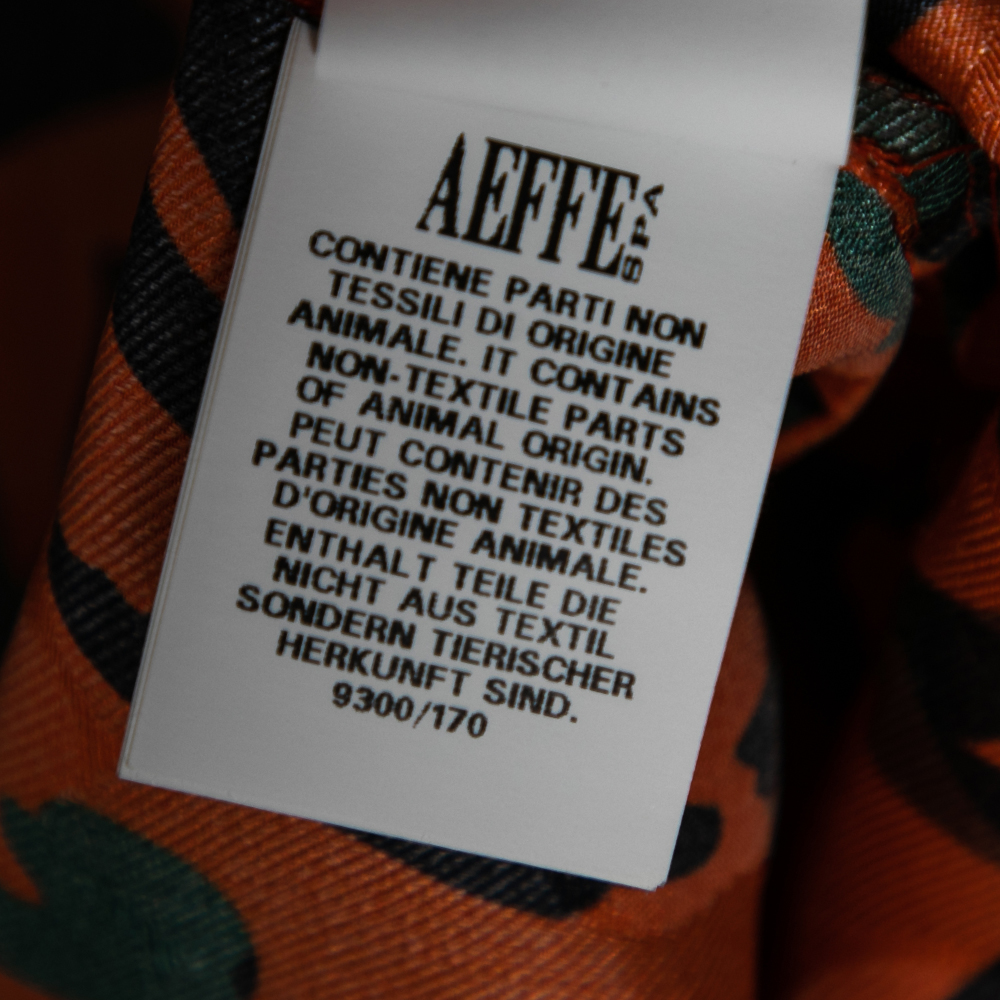 AEFFE SPA
CONTIENE PARTI NON
TESSILI DI ORIGINE
ANIMALE. IT CONTAINS
NON-TEXTILE PARTS
OF ANIMAL ORIGIN.
PEUT CONTENIR DES
PARTIES NON TEXTILES
D'ORIGINE ANIMALE.
ENTHALT TEILE DIE
NICHT AUS TEXTIL
SONDERN TIERISCHER
HERKUNFT SIND.
9300/170